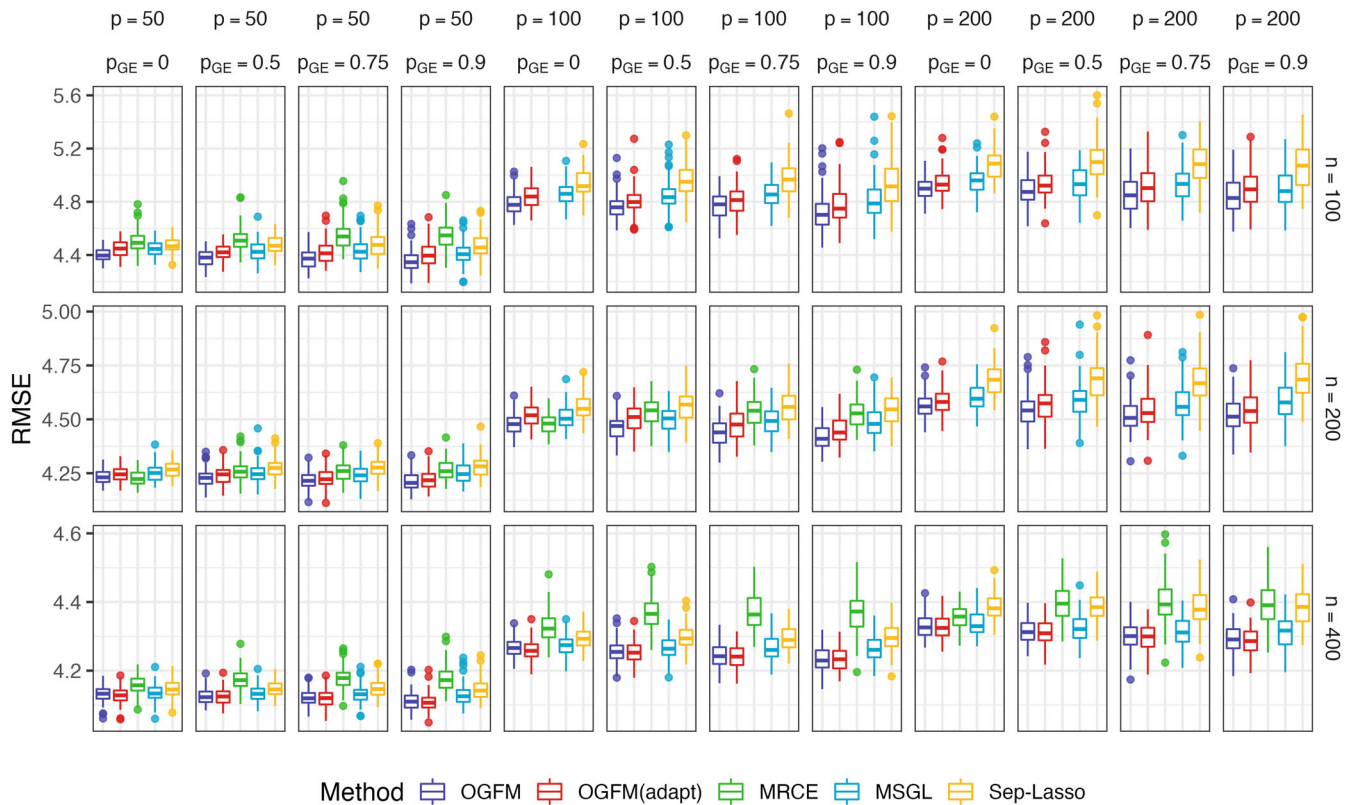 p = 50 p = 50 p = 50 p = 50 p = 100 p = 100 p = 100 p = 100 p = 200 p = 200 p = 200 p = 200
pGE = 0 pGE = 0.5 pGE = 0.75 pGE = 0.9 pGE = 0 pGE = 0.5 pGE = 0.75 pGE = 0.9 pGE = 0 pGE = 0.5 pGE = 0.75 pGE = 0.9
5.6
5.2
4.8
4.4
n = 100
5.00
4.75
4.50
4.25
n = 200
RMSE
4.6
4.4
4.2
n = 400
Method OGFM OGFM(adapt) MRCE MSGL Sep-Lasso